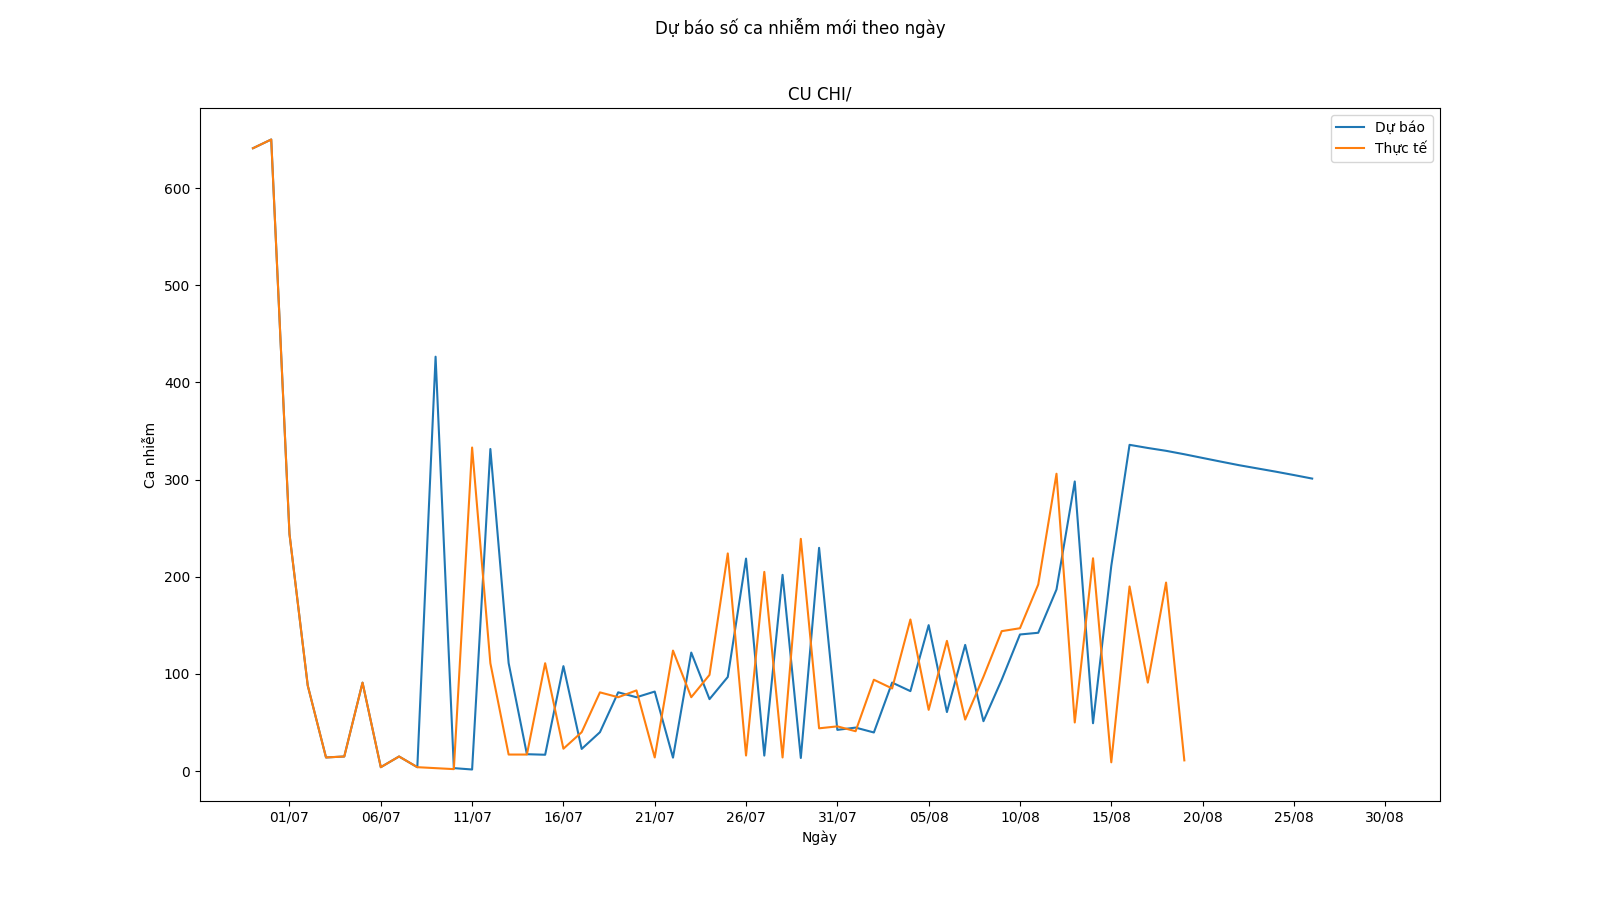 Dự báo số ca nhiễm mới theo ngày
CU CHI/
Dự báo
Thực tế
600
500
400
300
200
100
0
Ca nhiễm
01/07 06/07 11/07 16/07 21/07 26/07 31/07 05/08 10/08 15/08 20/08 25/08 30/08
Ngày